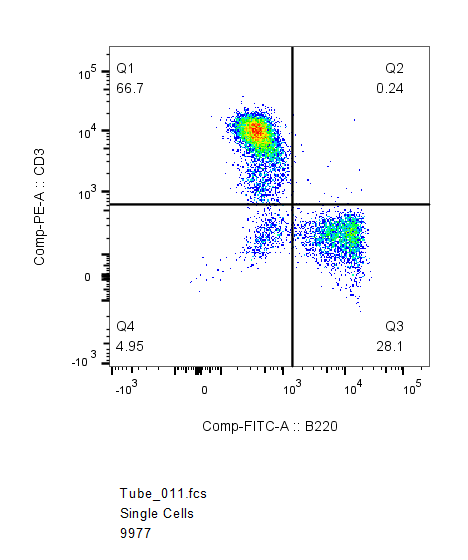 Q1
66.7
Q2
0.24
10^5
10^4
10^3
0
-10^3
Comp-PE-A :: CD3
Q4
4.95
Q3
28.1
-10^3
0
10^3
10^4
10^5
Comp-FITC-A :: B220
Tube_011.fcs
Single Cells
9977